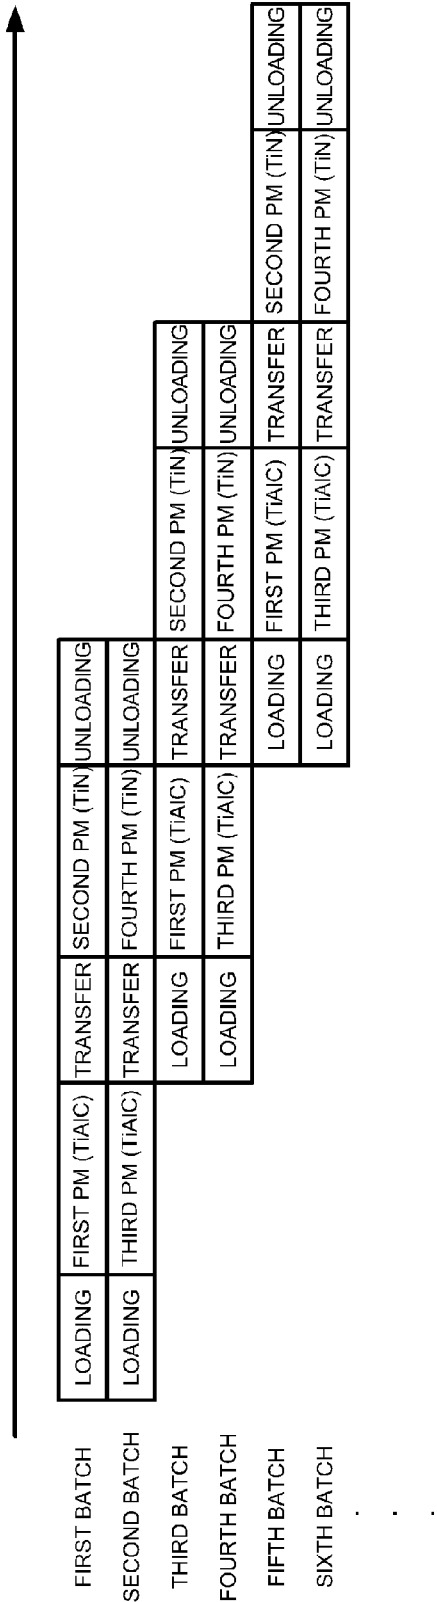 FIRST BATCH LOADING FIRST PM (TiAlC) TRANSFER SECOND PM (TiN) UNLOADING
SECOND BATCH LOADING THIRD PM (TiAlC) TRANSFER FOURTH PM (TiN) UNLOADING
THIRD BATCH LOADING FIRST PM (TiAlC) TRANSFER SECOND PM (TiN) UNLOADING
FOURTH BATCH LOADING THIRD PM (TiAlC) TRANSFER FOURTH PM (TiN) UNLOADING
FIFTH BATCH LOADING FIRST PM (TiAlC) TRANSFER SECOND PM (TiN) UNLOADING
SIXTH BATCH LOADING THIRD PM (TiAlC) TRANSFER FOURTH PM (TiN) UNLOADING
.
.
.